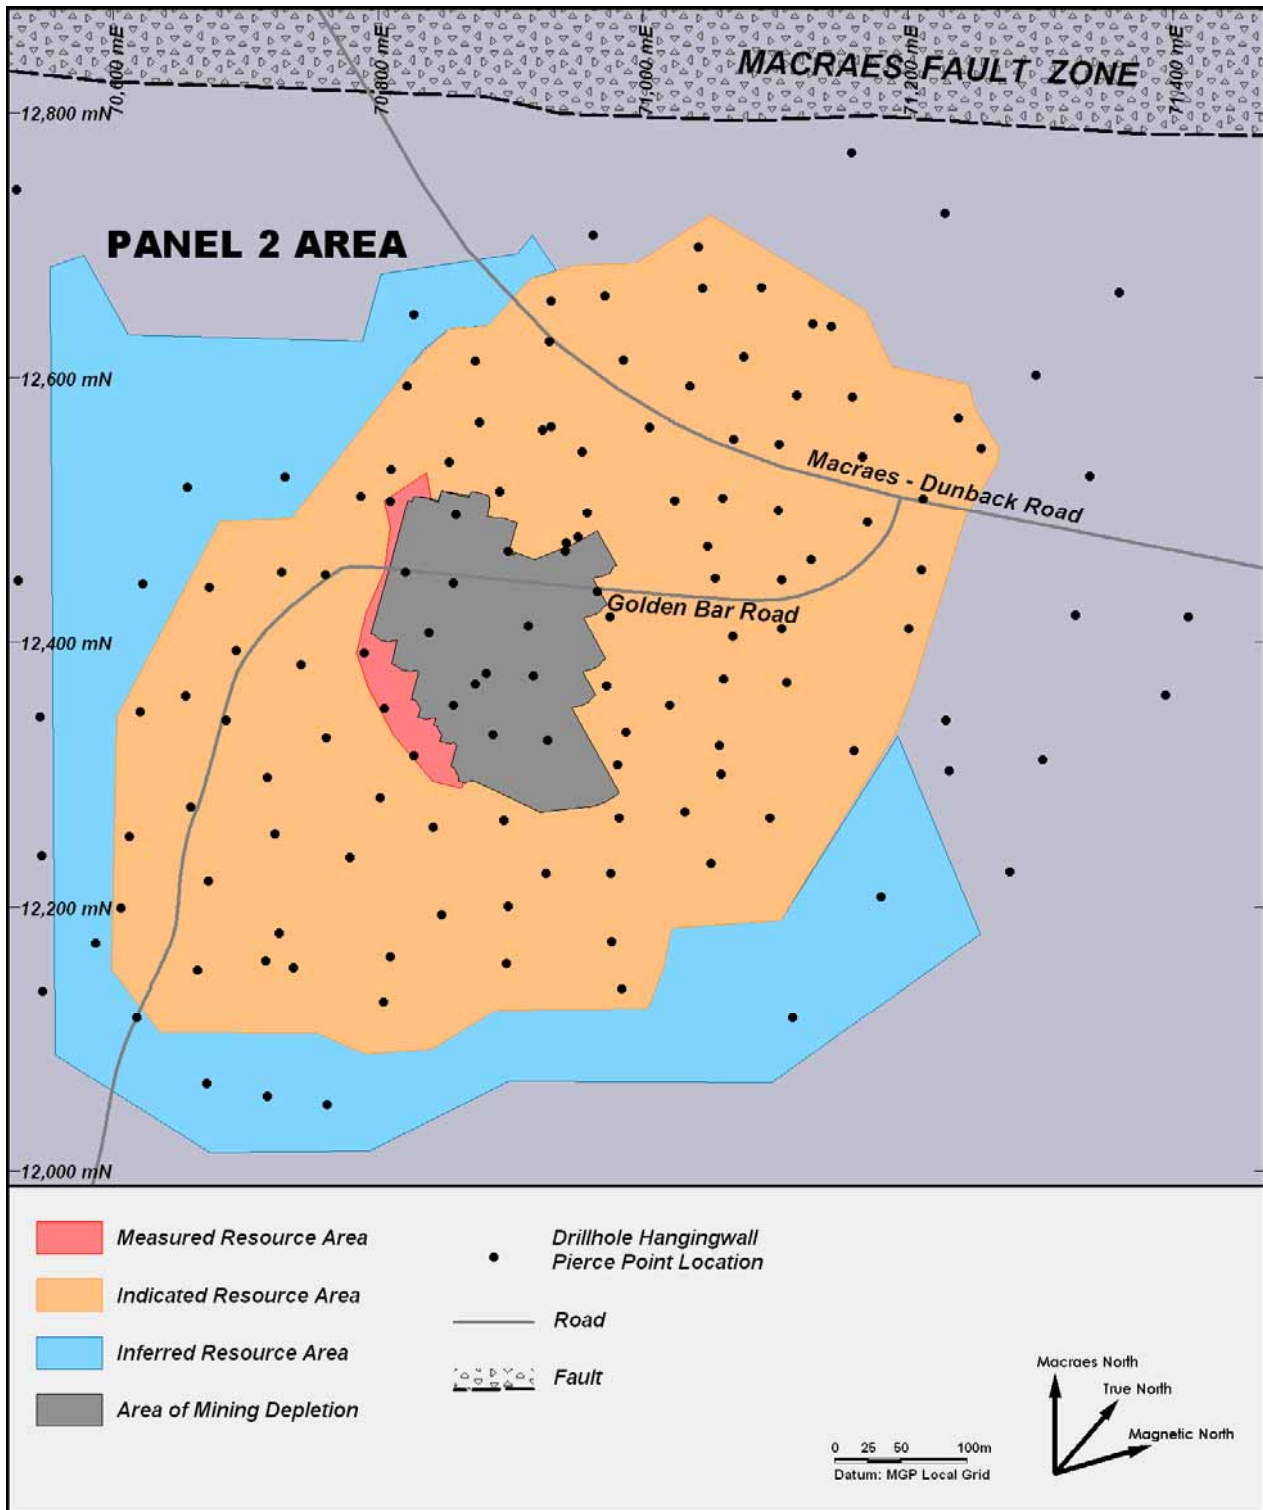 70,600 mE
70,800 mE
71,000 mE
71,200 mE
71,400 mE
MACRAES FAULT ZONE
12,800 mN
PANEL 2 AREA
12,600 mN
Macraes - Dunback Road
Golden Bar Road
12,400 mN
12,200 mN
12,000 mN
Measured Resource Area
Indicated Resource Area
Inferred Resource Area
Area of Mining Depletion
Drillhole Hangingwall
Pierce Point Location
Road
Fault
0 25 50 100m
Datum: MGP Local Grid
Macraes North
True North
Magnetic North